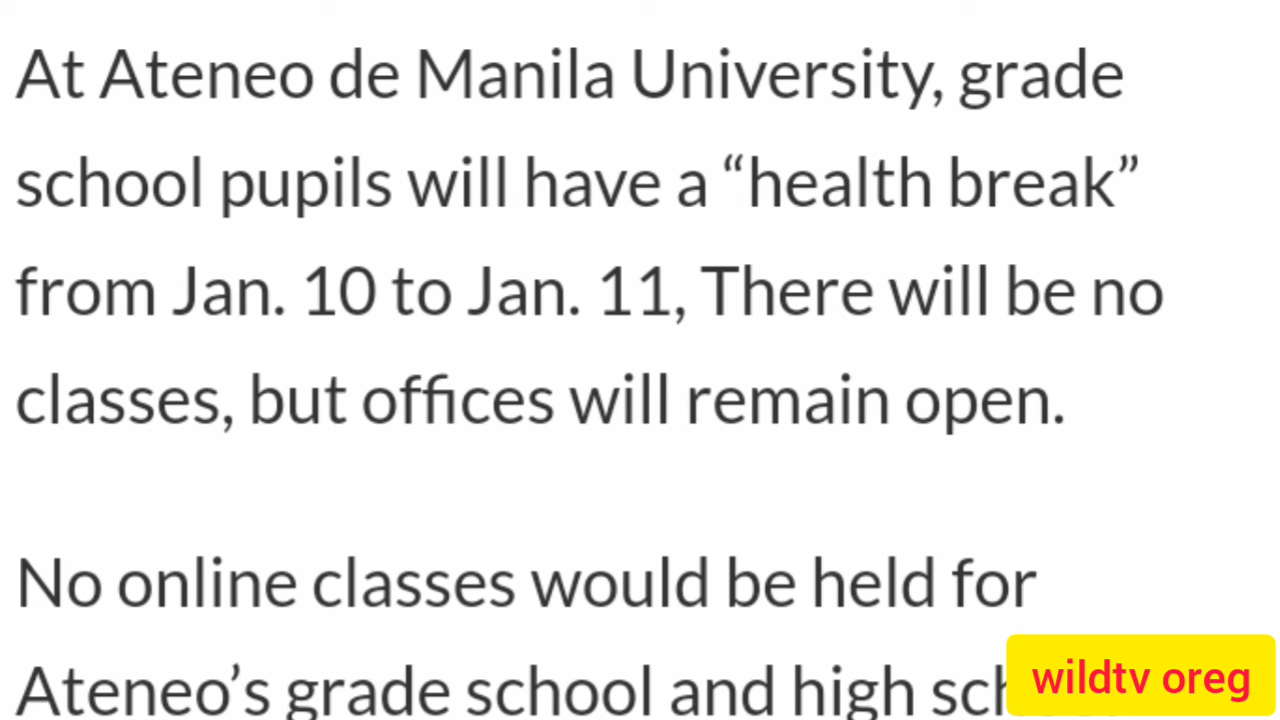 At Ateneo de Manila University, grade
school pupils will have a “health break”
from Jan. 10 to Jan. 11, There will be no
classes, but offices will remain open.
No online classes would be held for
Ateneo’s grade school and high
wildtv oreg